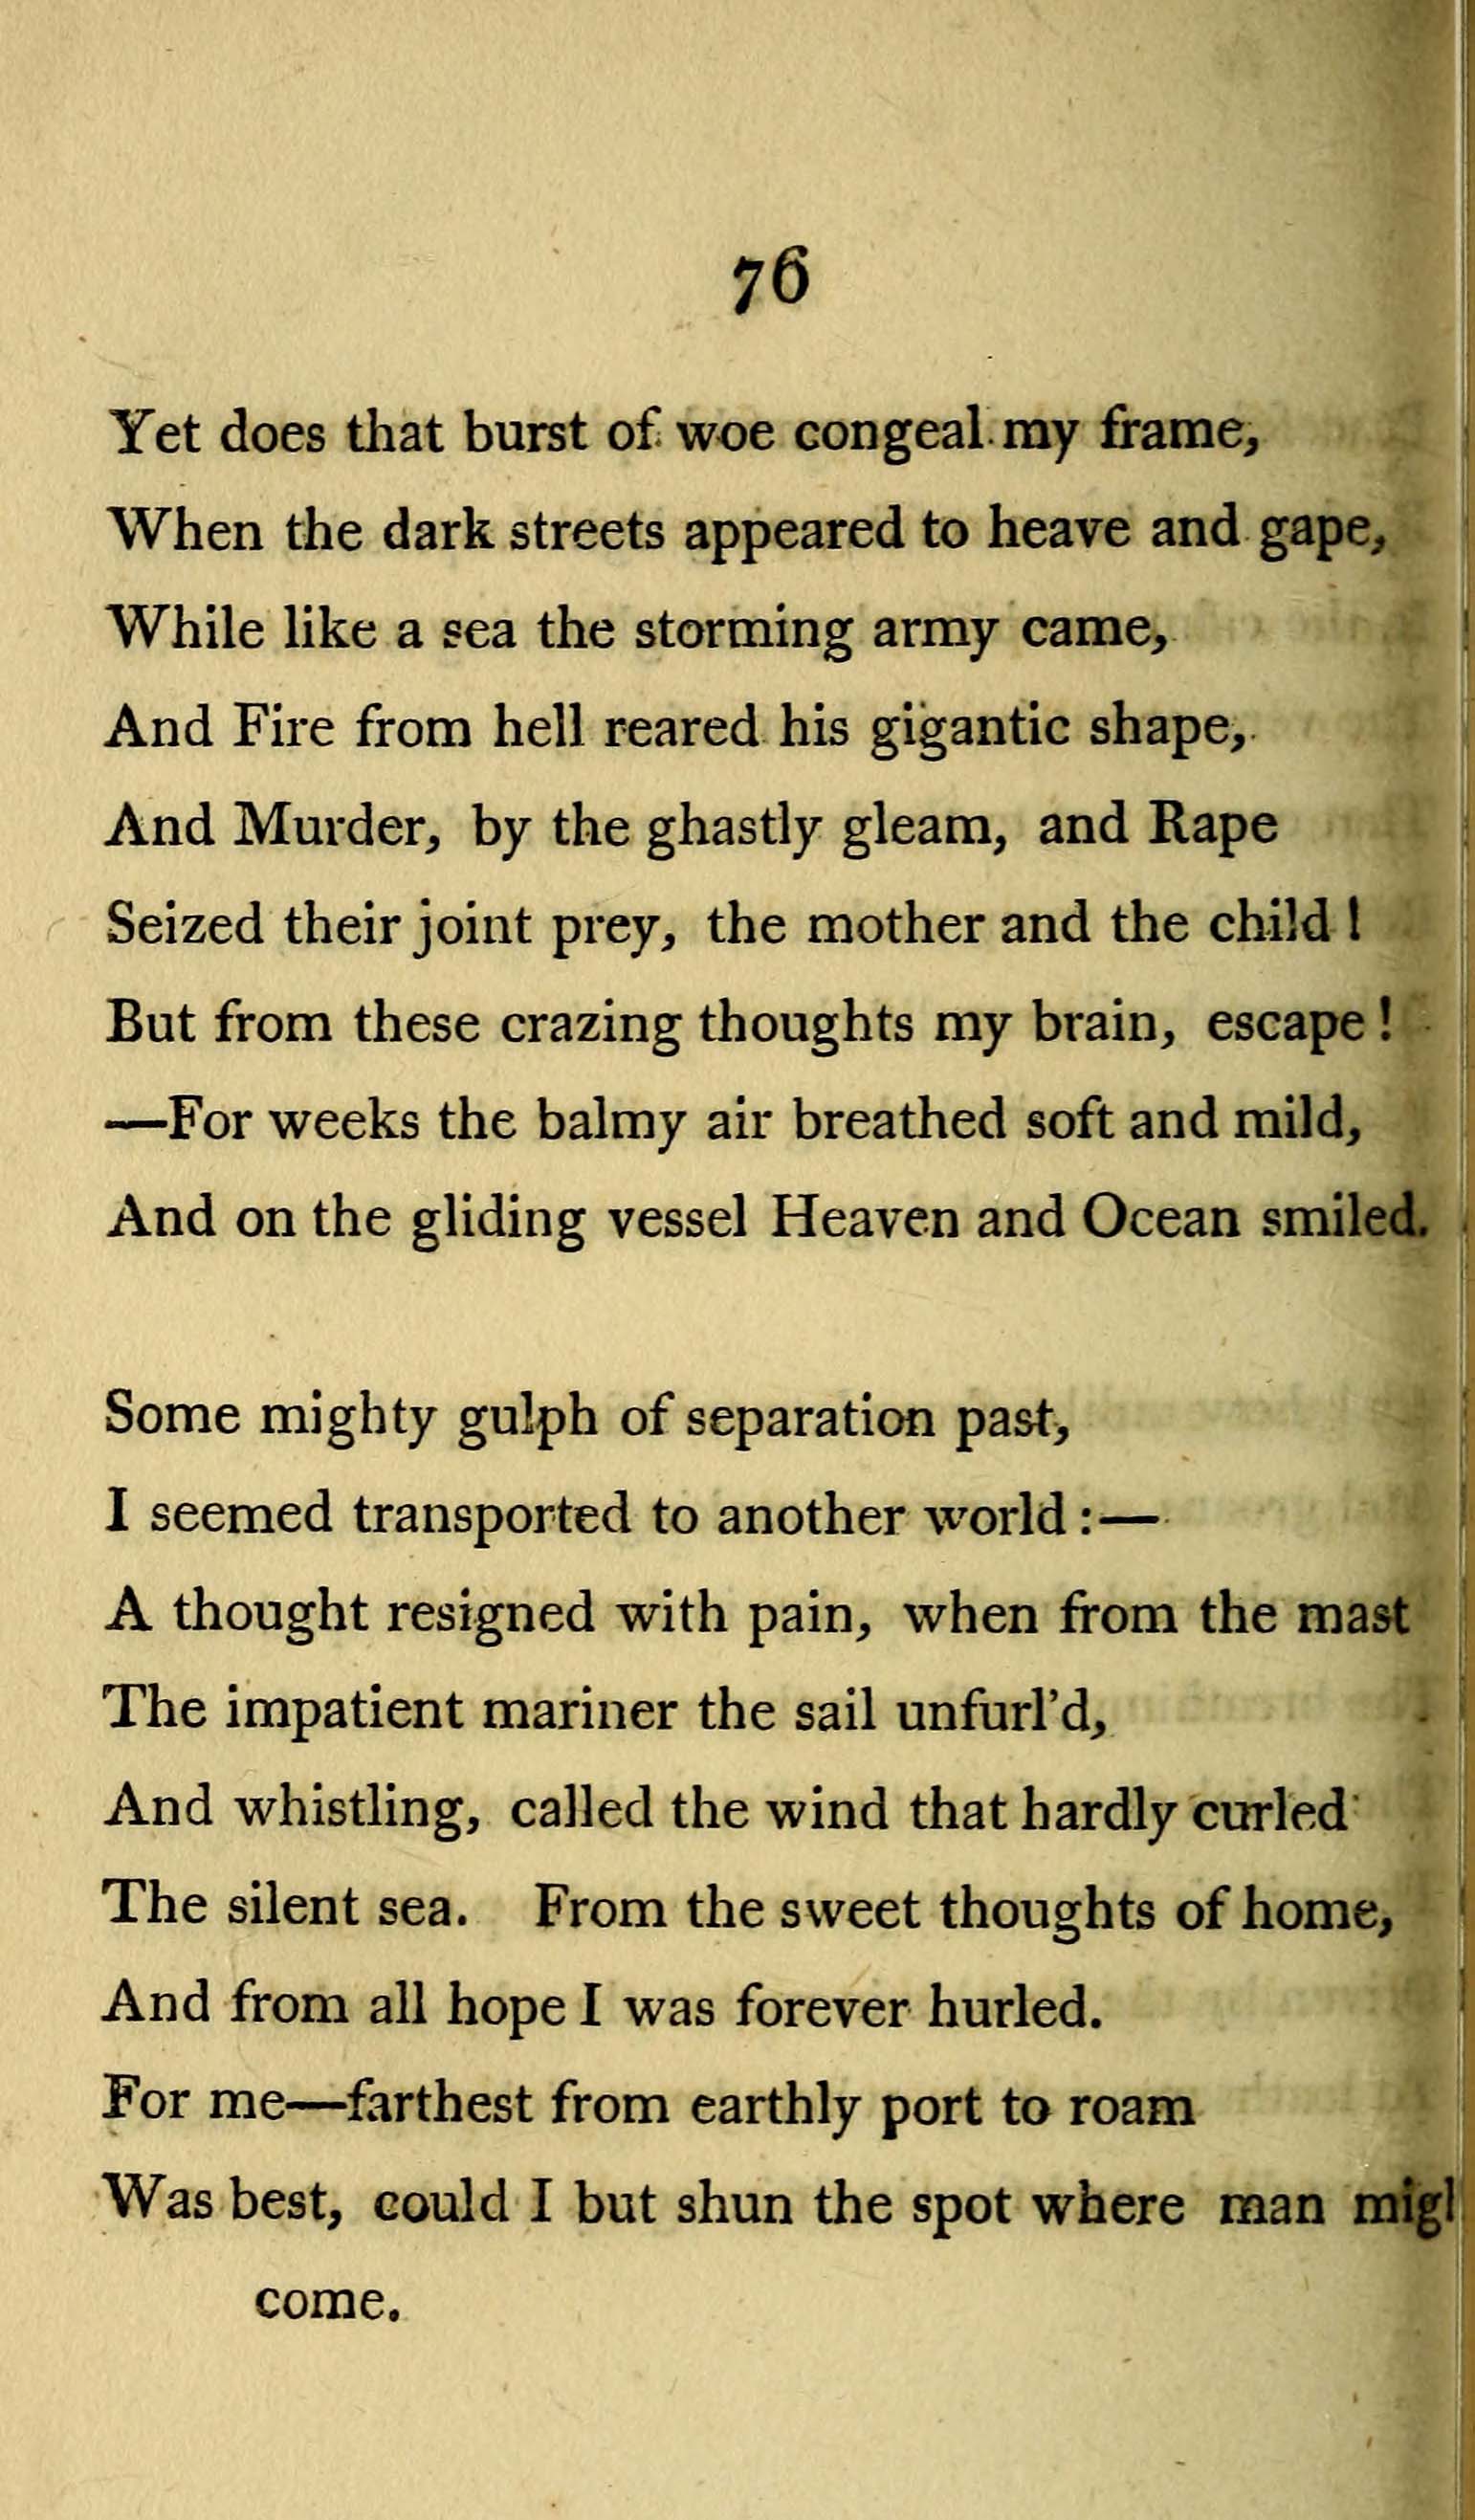 76
Yet does that burst of woe congeal my frame,
When the dark streets appeared to heave and gape,
While like a sea the storming army came,
And Fire from hell reared his gigantic shape,
And Murder, by the ghastly gleam, and Rape
Seized their joint prey, the mother and the child!
But from these crazing thoughts my brain, escape!
—For weeks the balmy air breathed soft and mild,
And on the gliding vessel Heaven and Ocean smiled.
Some mighty gulph of separation past,
I seemed transported to another world:—
A thought resigned with pain, when from the mast
The impatient mariner the sail unfurl'd,
And whistling, called the wind that hardly curled
The silent sea. From the sweet thoughts of home,
And from all hope I was forever hurled.
For me—farthest from earthly port to roam
Was best, could I but shun the spot where man
come.